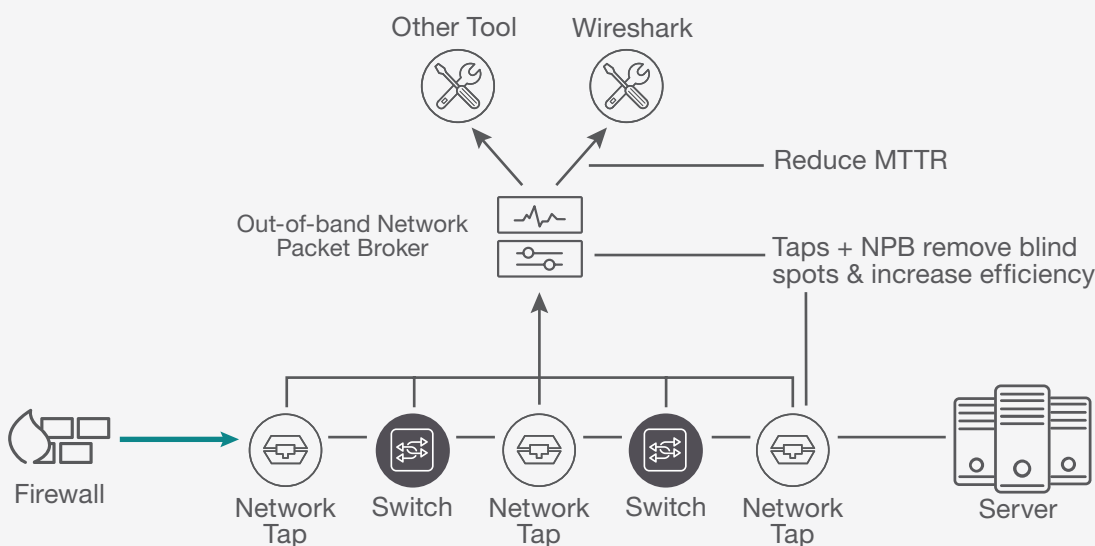 Other Tool
Wireshark
Reduce MTTR
Out-of-band Network
Packet Broker
Taps + NPB remove blind
spots & increase efficiency
Firewall
Network
Tap
Switch
Network
Tap
Switch
Network
Tap
Server